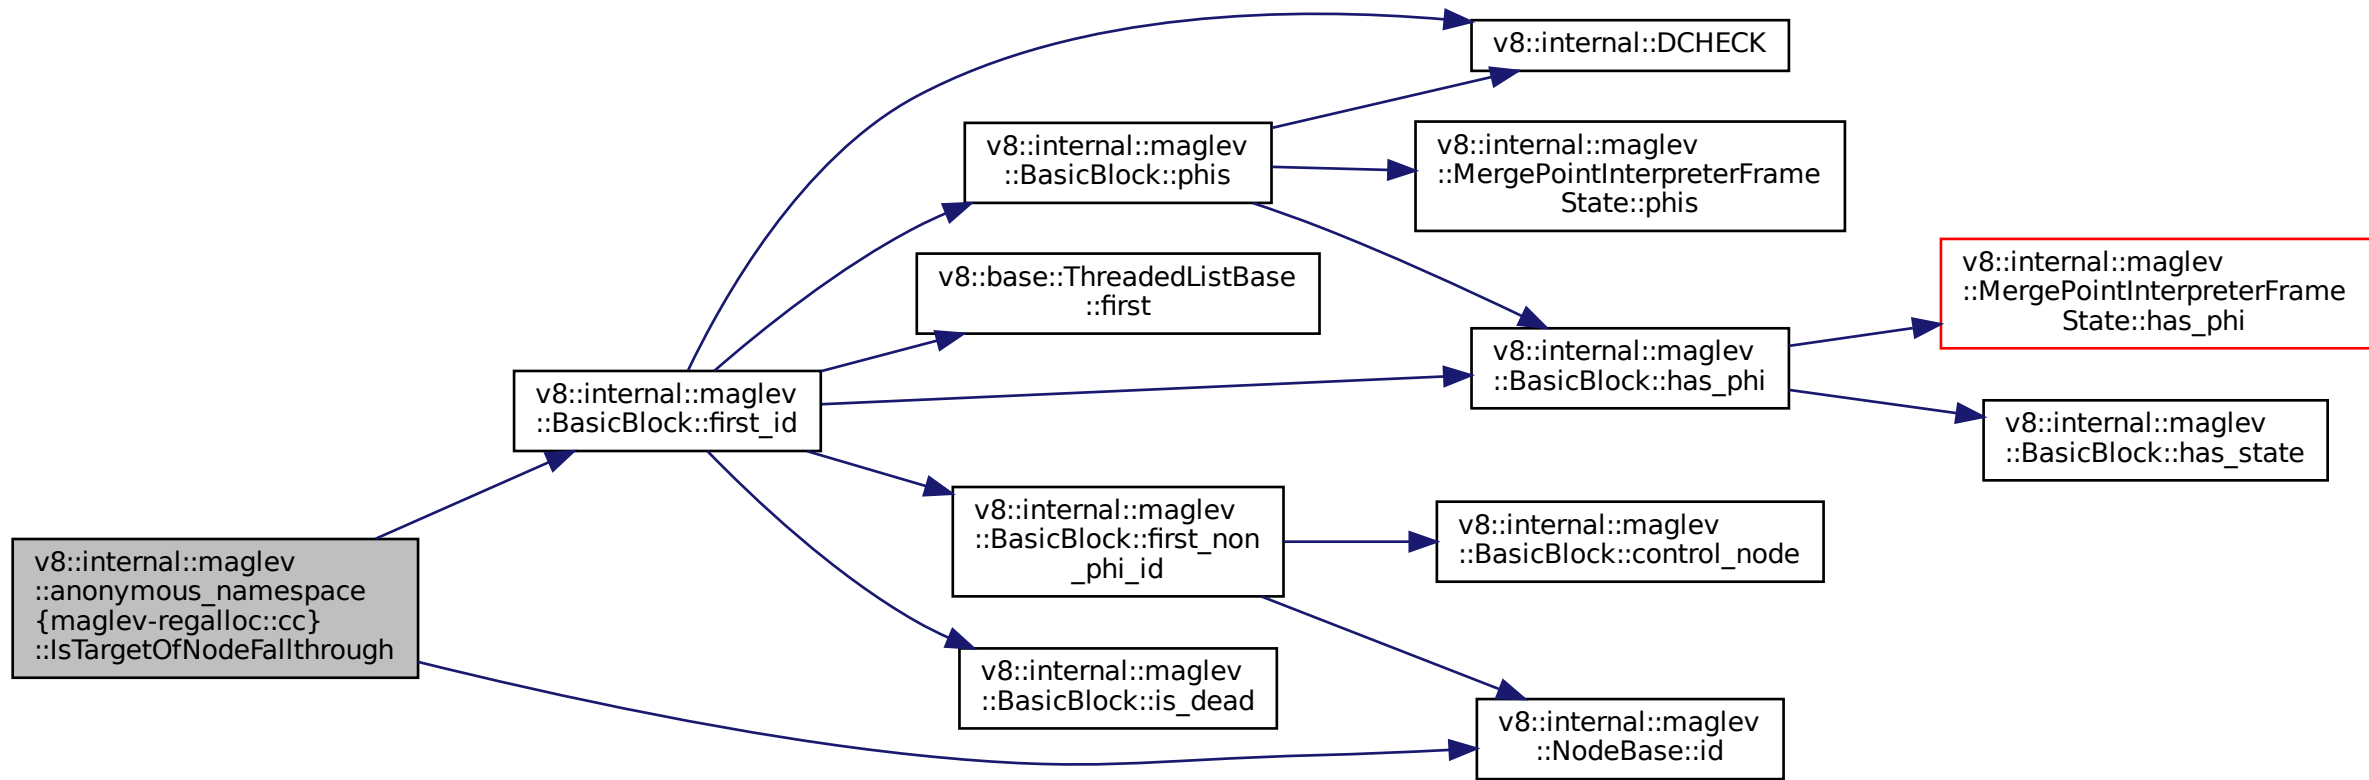 v8::internal::maglev
::anonymous_namespace
{maglev-regalloc::cc}
::IsTargetOfNodeFallthrough
v8::internal::maglev
::BasicBlock::first_id
v8::internal::DCHECK
v8::internal::maglev
::BasicBlock::phis
v8::internal::maglev
::MergePointInterpreterFrame
State::phis
v8::base::ThreadedListBase
::first
v8::internal::maglev
::BasicBlock::has_phi
v8::internal::maglev
::MergePointInterpreterFrame
State::has_phi
v8::internal::maglev
::BasicBlock::has_state
v8::internal::maglev
::BasicBlock::first_non
_phi_id
v8::internal::maglev
::BasicBlock::control_node
v8::internal::maglev
::BasicBlock::is_dead
v8::internal::maglev
::NodeBase::id